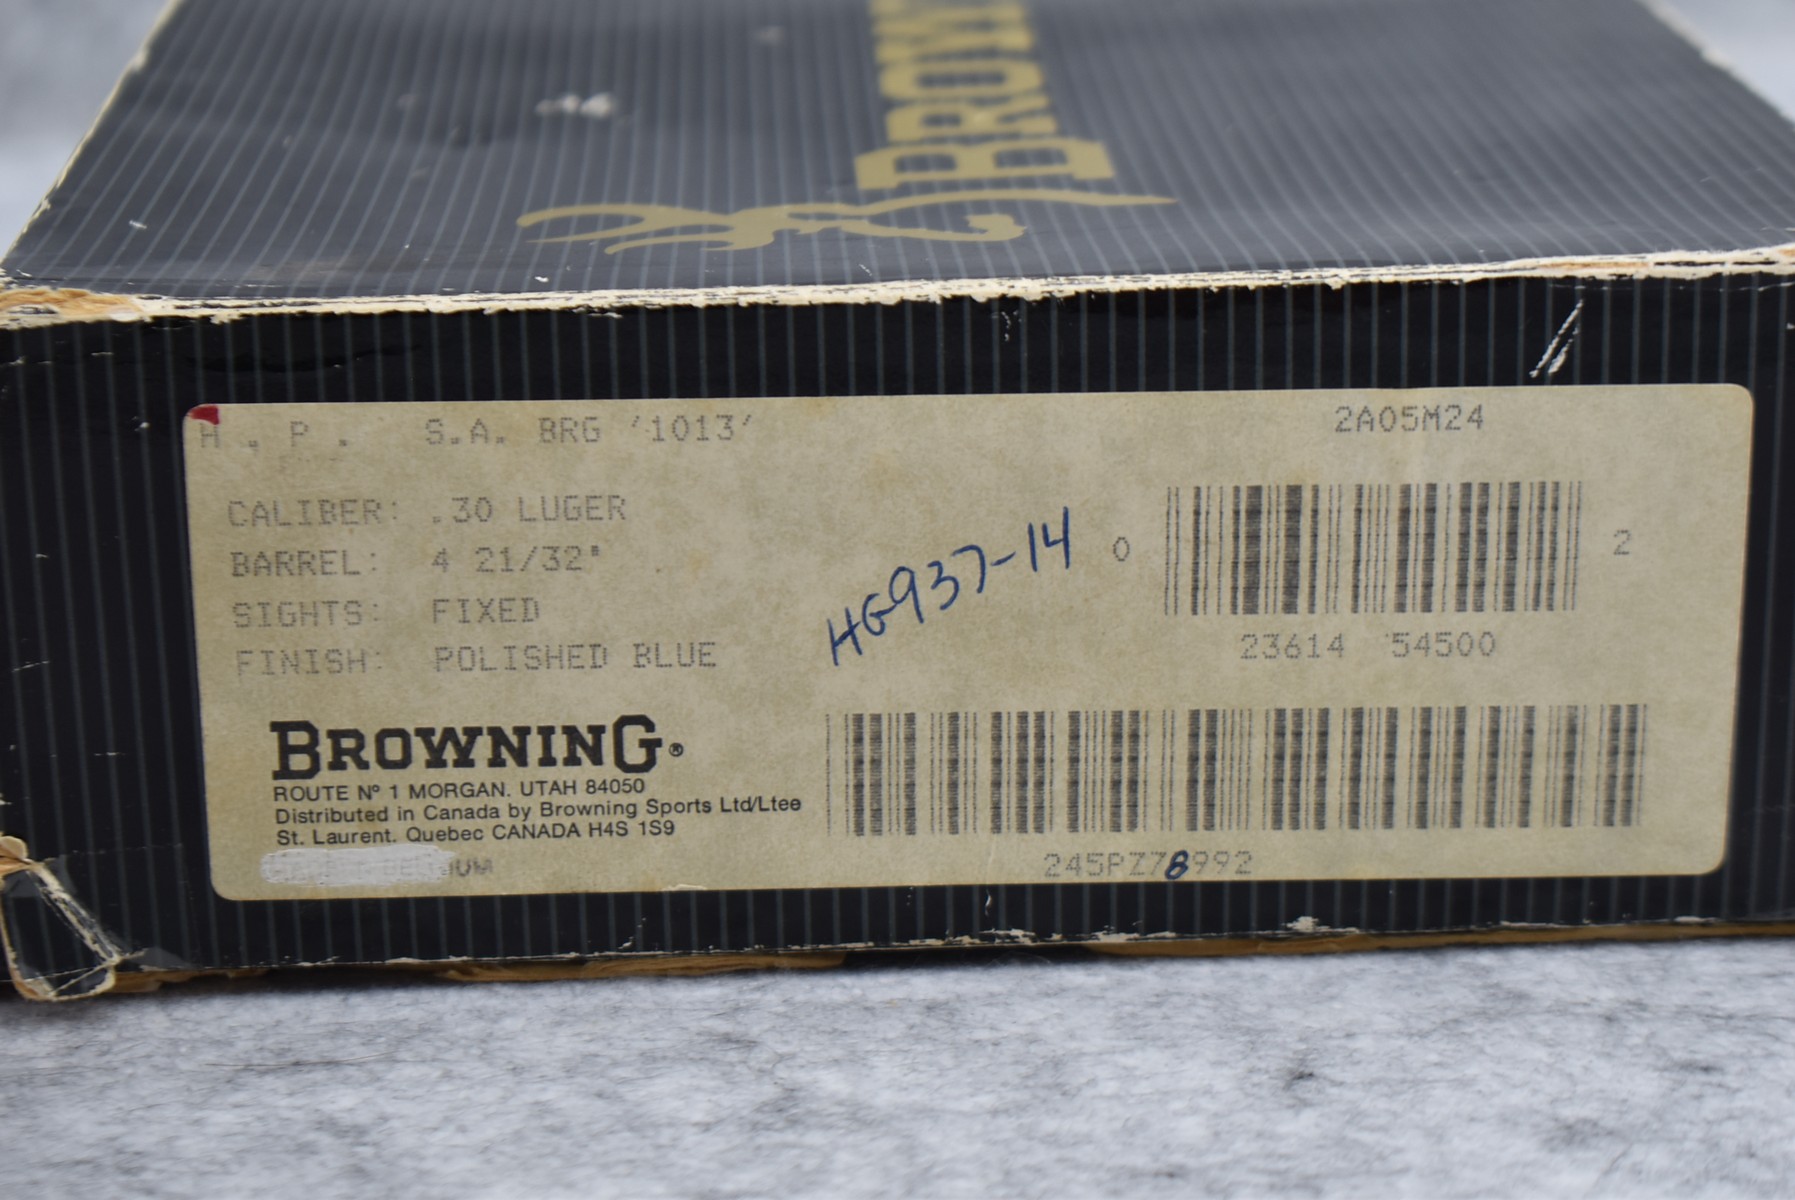 BROW
H.P. S.A. BRG '1013'
2A05M24
CALIBER: .30 LUGER
BARREL: 4 21/32"
SIGHTS: FIXED
FINISH: POLISHED BLUE
HG937-14
0 2
23614 54500
BROWNING®
ROUTE Nº 1 MORGAN, UTAH 84050
Distributed in Canada by Browning Sports Ltd/Ltee
St. Laurent, Quebec CANADA H4S 1S9
245PZ78992